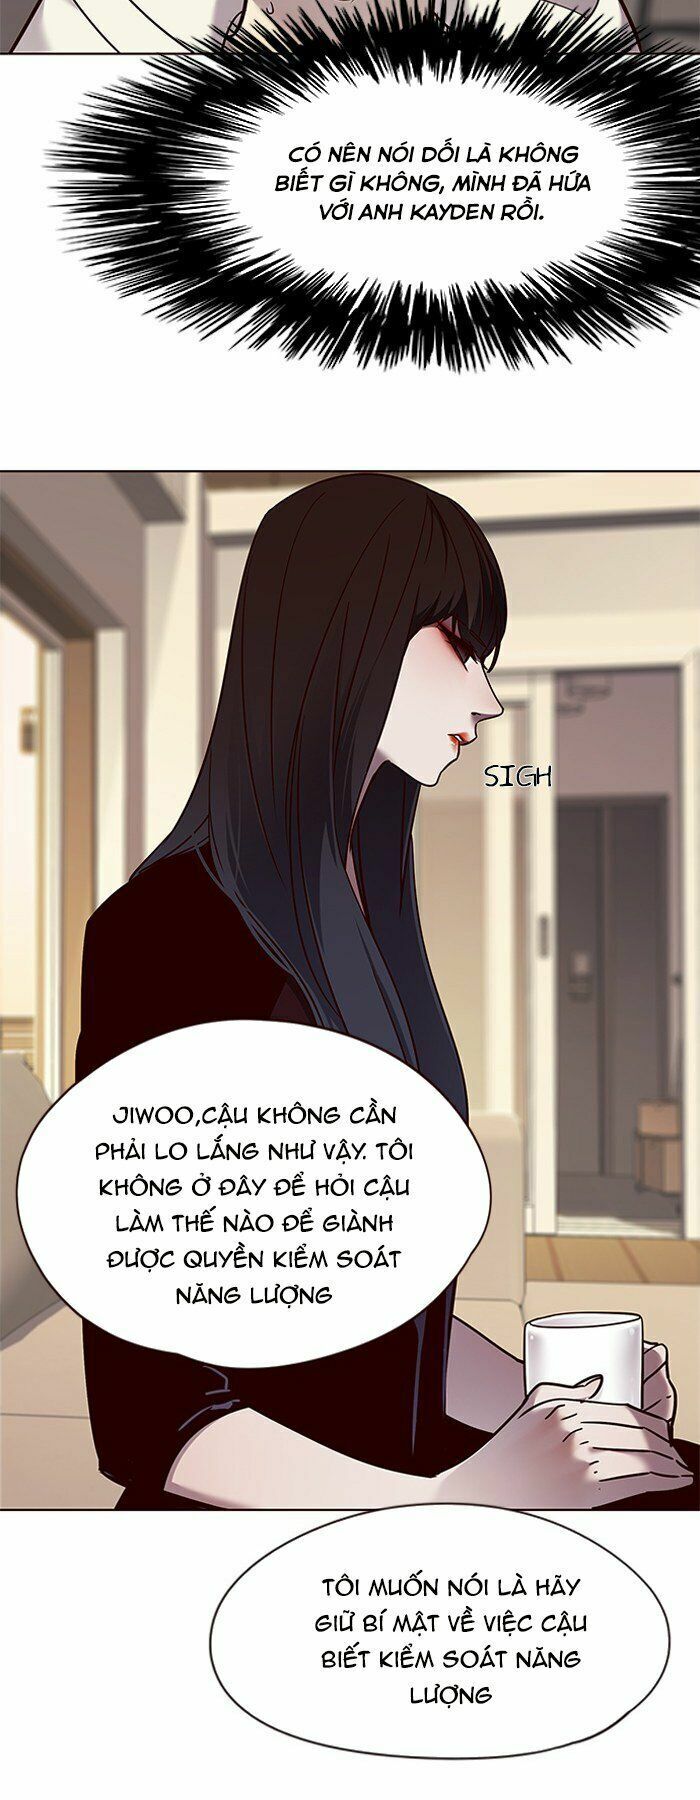 CÓ NÊN NÓI DỐI LÀ KHÔNG
BIẾT GÌ KHÔNG, MÌNH ĐÃ HỨA
VỚI ANH KAYDEN RỒI.
SIGH
JIWOO,CẬU KHÔNG CẦN
PHẢI LO LẮNG NHƯ VẬY. TÔI
KHÔNG Ở ĐÂY ĐỂ HỎI CẬU
LÀM THẾ NÀO ĐỂ GIÀNH
ĐƯỢC QUYỀN KIỂM SOÁT
NĂNG LƯỢNG
TÔI MUỐN NÓI LÀ HÃY
GIỮ BÍ MẬT VỀ VIỆC CẬU
BIẾT KIỂM SOÁT NĂNG
LƯỢNG